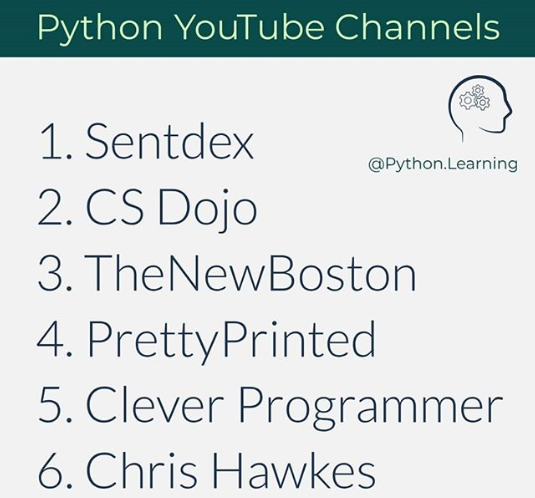 Python YouTube Channels
@Python.Learning
1. Sentdex
2. CS Dojo
3. TheNewBoston
4. PrettyPrinted
5. Clever Programmer
6. Chris Hawkes